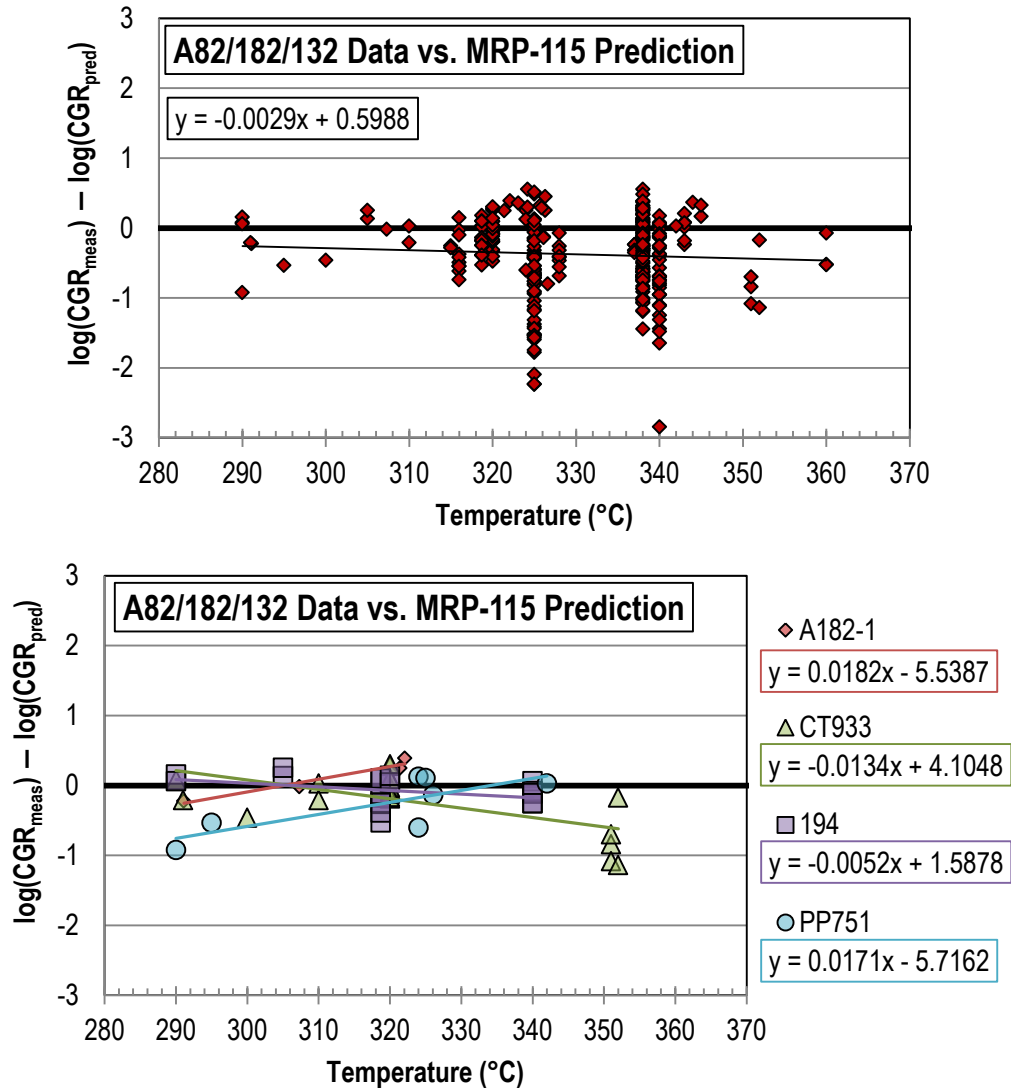 A82/182/132 Data vs. MRP-115 Prediction
y = -0.0029x + 0.5988
log(CGRmeas) – log(CGRpred)
3
2
1
0
-1
-2
-3
280 290 300 310 320 330 340 350 360 370
Temperature (°C)
A82/182/132 Data vs. MRP-115 Prediction
log(CGRmeas) – log(CGRpred)
3
2
1
0
-1
-2
-3
280 290 300 310 320 330 340 350 360 370
Temperature (°C)
A182-1
y = 0.0182x - 5.5387
CT933
y = -0.0134x + 4.1048
194
y = -0.0052x + 1.5878
PP751
y = 0.0171x - 5.7162